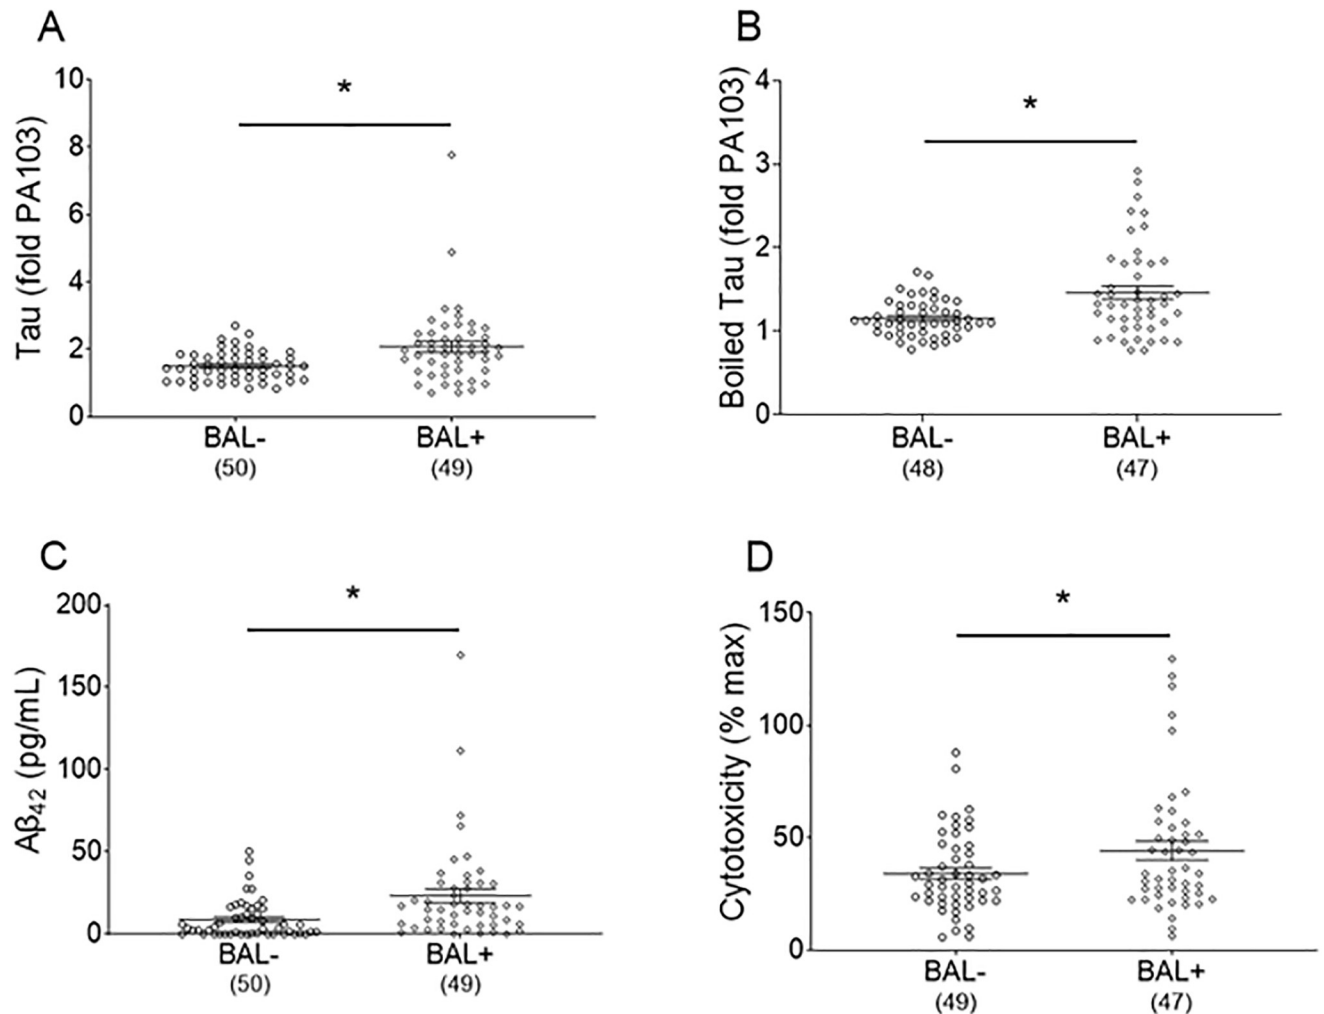 A
Tau (fold PA103)
10
8
6
4
2
0
*
BAL- BAL+
(50) (49)
B
Boiled Tau (fold PA103)
4
3
2
1
0
*
BAL- BAL+
(48) (47)
C
Aβ42 (pg/mL)
200
150
100
50
0
*
BAL- BAL+
(50) (49)
D
Cytotoxicity (% max)
150
100
50
0
*
BAL- BAL+
(49) (47)